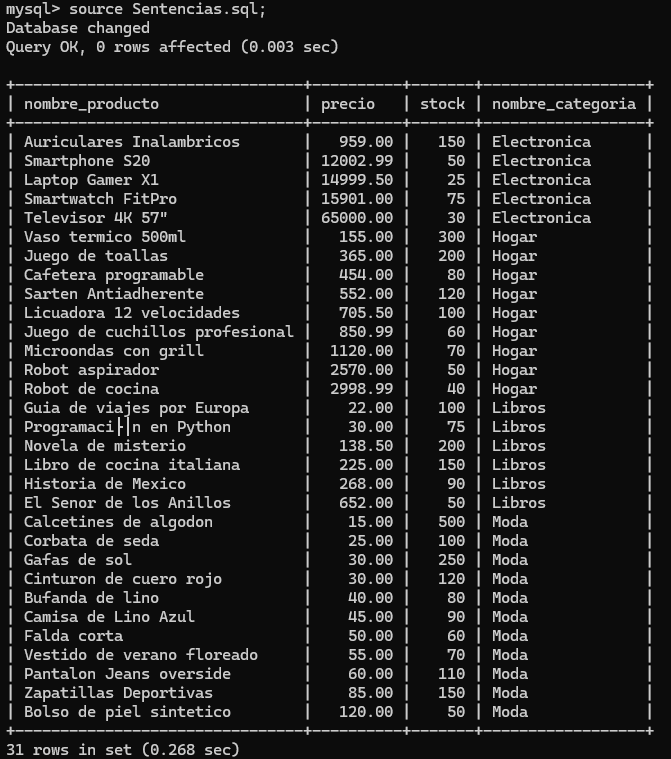 mysql> source Sentencias.sql;
Database changed
Query OK, 0 rows affected (0.003 sec)
+--------------------------------+----------+-------+------------------+
| nombre_producto                | precio   | stock | nombre_categoria |
+--------------------------------+----------+-------+------------------+
| Auriculares Inalambricos       |   959.00 |   150 | Electronica      |
| Smartphone S20                 | 12002.99 |    50 | Electronica      |
| Laptop Gamer X1                | 14999.50 |    25 | Electronica      |
| Smartwatch FitPro              | 15901.00 |    75 | Electronica      |
| Televisor 4K 57"               | 65000.00 |    30 | Electronica      |
| Vaso termico 500ml             |   155.00 |   300 | Hogar            |
| Juego de toallas               |   365.00 |   200 | Hogar            |
| Cafetera programable           |   454.00 |    80 | Hogar            |
| Sarten Antiadherente           |   552.00 |   120 | Hogar            |
| Licuadora 12 velocidades       |   705.50 |   100 | Hogar            |
| Juego de cuchillos profesional |   850.99 |    60 | Hogar            |
| Microondas con grill           |  1120.00 |    70 | Hogar            |
| Robot aspirador                |  2570.00 |    50 | Hogar            |
| Robot de cocina                |  2998.99 |    40 | Hogar            |
| Guia de viajes por Europa      |    22.00 |   100 | Libros           |
| Programaci├│n en Python        |    30.00 |    75 | Libros           |
| Novela de misterio             |   138.50 |   200 | Libros           |
| Libro de cocina italiana       |   225.00 |   150 | Libros           |
| Historia de Mexico             |   268.00 |    90 | Libros           |
| El Senor de los Anillos        |   652.00 |    50 | Libros           |
| Calcetines de algodon          |    15.00 |   500 | Moda             |
| Corbata de seda                |    25.00 |   100 | Moda             |
| Gafas de sol                   |    30.00 |   250 | Moda             |
| Cinturon de cuero rojo         |    30.00 |   120 | Moda             |
| Bufanda de lino                |    40.00 |    80 | Moda             |
| Camisa de Lino Azul            |    45.00 |    90 | Moda             |
| Falda corta                    |    50.00 |    60 | Moda             |
| Vestido de verano floreado     |    55.00 |    70 | Moda             |
| Pantalon Jeans overside        |    60.00 |   110 | Moda             |
| Zapatillas Deportivas          |    85.00 |   150 | Moda             |
| Bolso de piel sintetico        |   120.00 |    50 | Moda             |
+--------------------------------+----------+-------+------------------+
31 rows in set (0.268 sec)